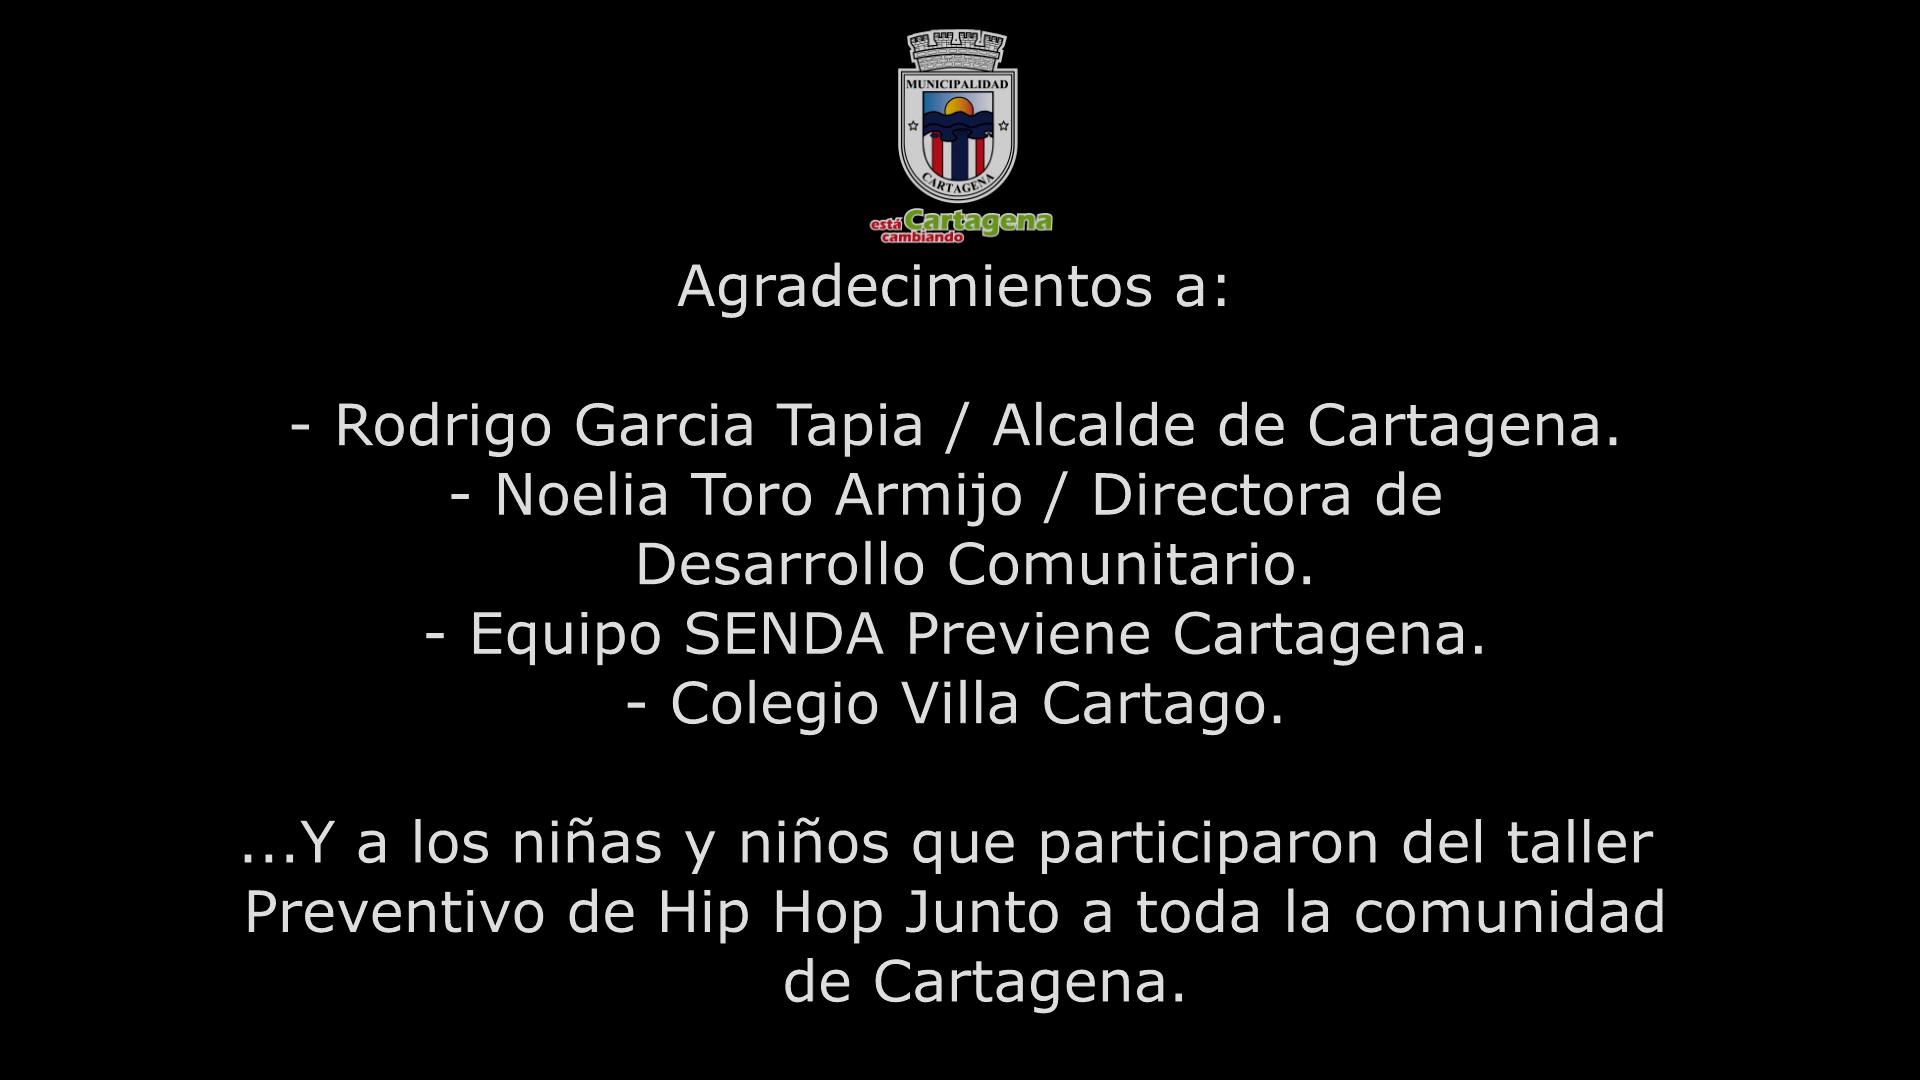 MUNICIPALIDAD
CARTAGENA
está Cartagena
cambiando
Agradecimientos a:
- Rodrigo Garcia Tapia / Alcalde de Cartagena.
- Noelia Toro Armijo / Directora de
Desarrollo Comunitario.
- Equipo SENDA Previene Cartagena.
- Colegio Villa Cartago.
...Y a los niñas y niños que participaron del taller
Preventivo de Hip Hop Junto a toda la comunidad
de Cartagena.